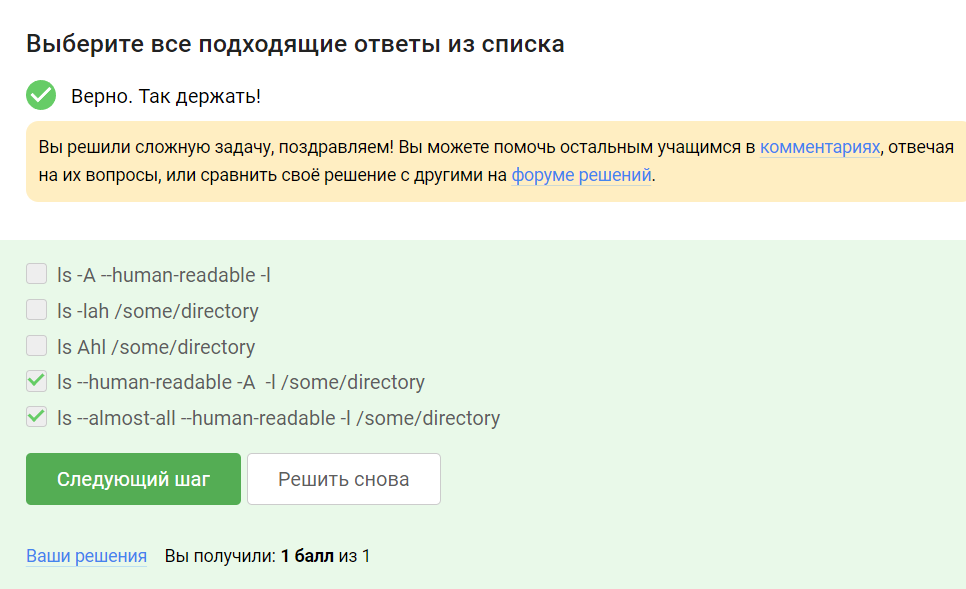 Выберите все подходящие ответы из списка
Верно. Так держать!
Вы решили сложную задачу, поздравляем! Вы можете помочь остальным учащимся в комментариях, отвечая
на их вопросы, или сравнить своё решение с другими на форуме решений.
ls -A --human-readable -l
ls -lah /some/directory
ls Ahl /some/directory
ls --human-readable -A  -l /some/directory
ls --almost-all --human-readable -l /some/directory
Следующий шаг
Решить снова
Ваши решения Вы получили: 1 балл из 1